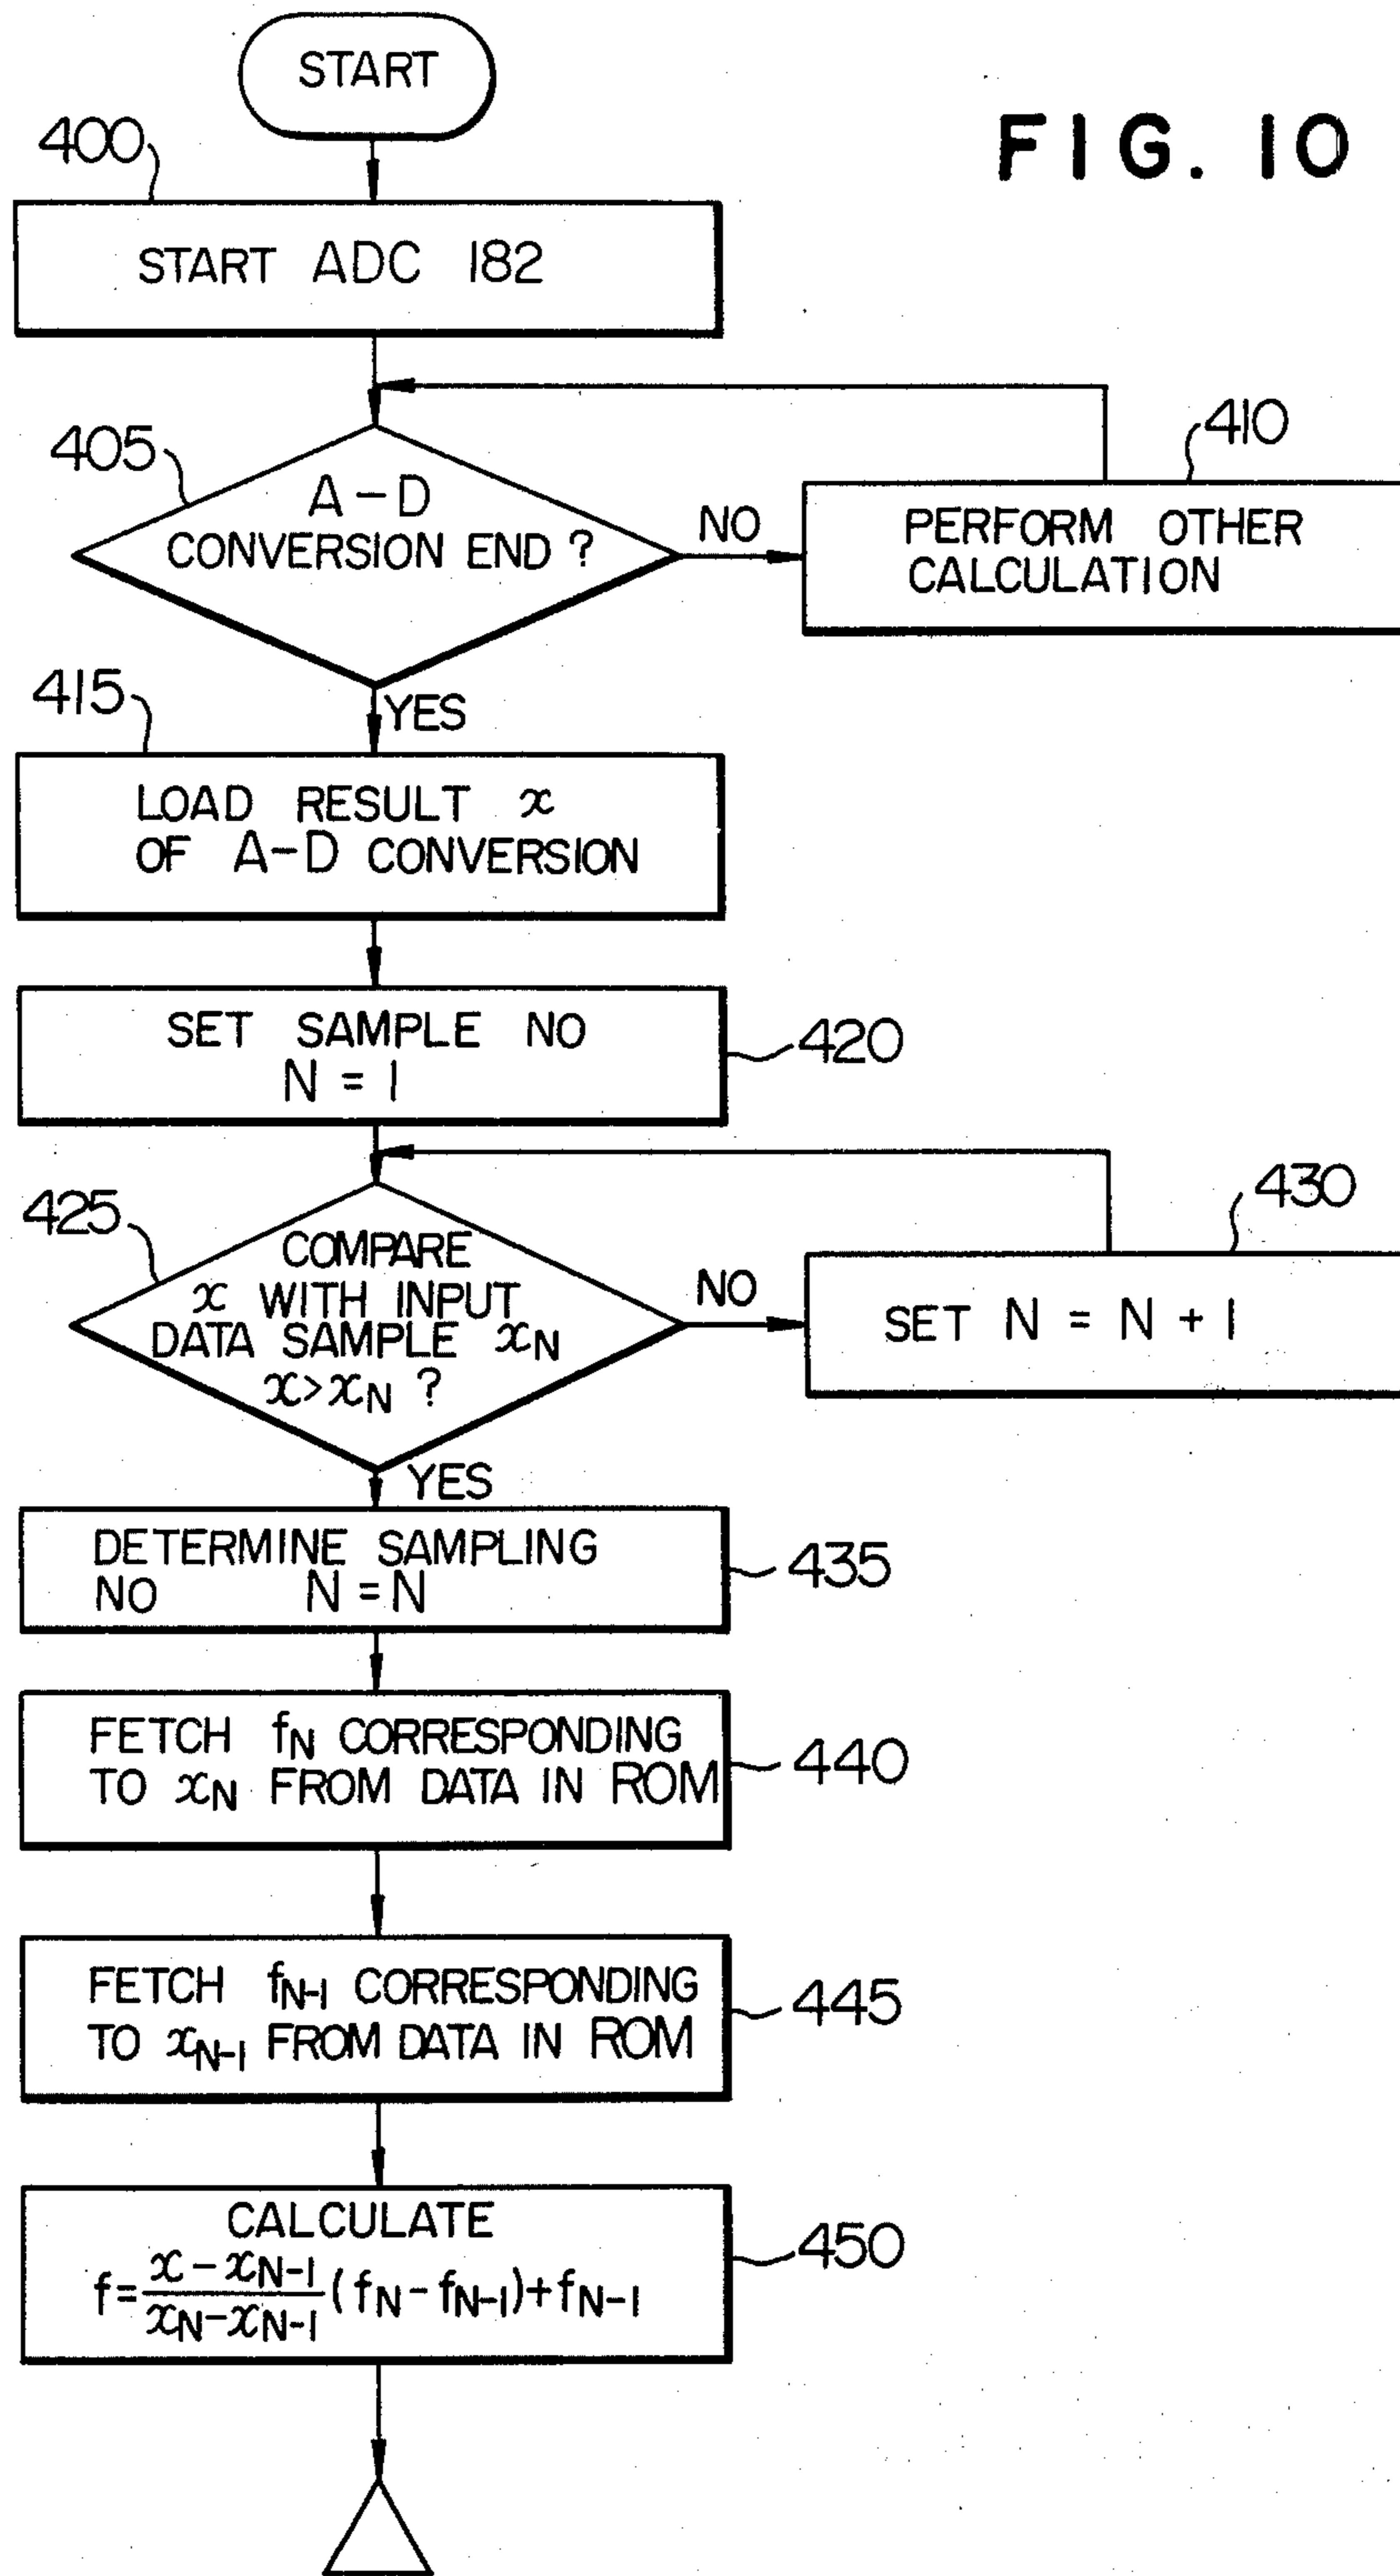 START
FIG. 10
400
START ADC 182
405
A-D
CONVERSION END ?
NO
410
PERFORM OTHER
CALCULATION
YES
415
LOAD RESULT x
OF A-D CONVERSION
SET SAMPLE NO
N = 1
420
425
COMPARE
x WITH INPUT
DATA SAMPLE xN
x>xN ?
NO
430
SET N = N + 1
YES
DETERMINE SAMPLING
NO N = N
435
FETCH fN CORRESPONDING
TO xN FROM DATA IN ROM
440
FETCH fN-1 CORRESPONDING
TO xN-1 FROM DATA IN ROM
445
CALCULATE
f = (x - xN-1)/(xN - xN-1) (fN - fN-1) + fN-1
450